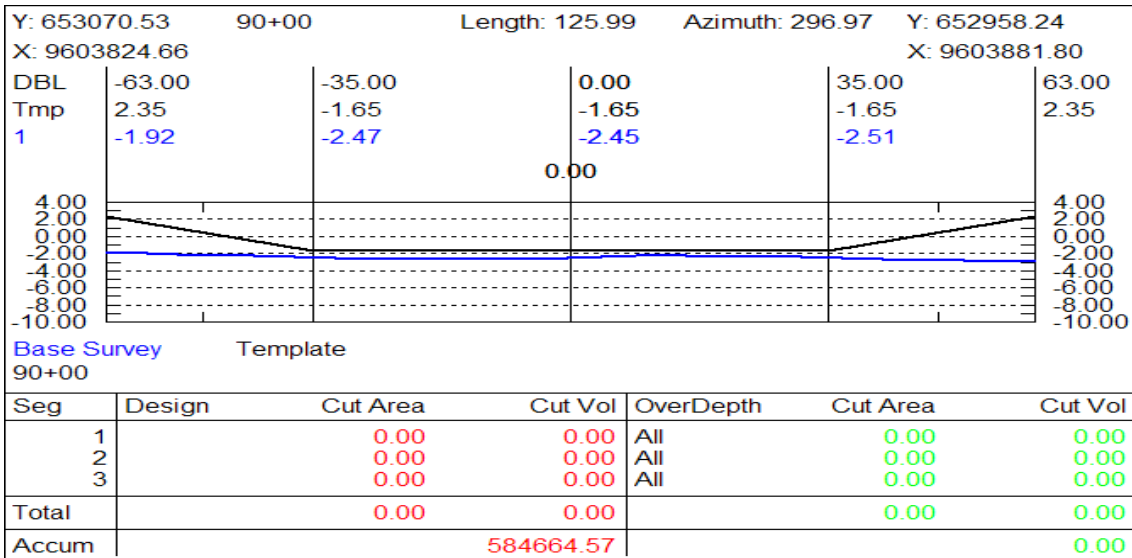 Y: 653070.53 90+00 Length: 125.99 Azimuth: 296.97 Y: 652958.24
X: 9603824.66 X: 9603881.80
DBL -63.00 -35.00 0.00 35.00 63.00
Tmp 2.35 -1.65 -1.65 -1.65 2.35
1 -1.92 -2.47 -2.45 -2.51
0.00
4.00 4.00
2.00 2.00
0.00 0.00
-2.00 -2.00
-4.00 -4.00
-6.00 -6.00
-8.00 -8.00
-10.00 -10.00
Base Survey Template
90+00
Seg Design Cut Area Cut Vol OverDepth Cut Area Cut Vol
1 0.00 0.00 All 0.00 0.00
2 0.00 0.00 All 0.00 0.00
3 0.00 0.00 All 0.00 0.00
Total 0.00 0.00 0.00 0.00
Accum 584664.57 0.00